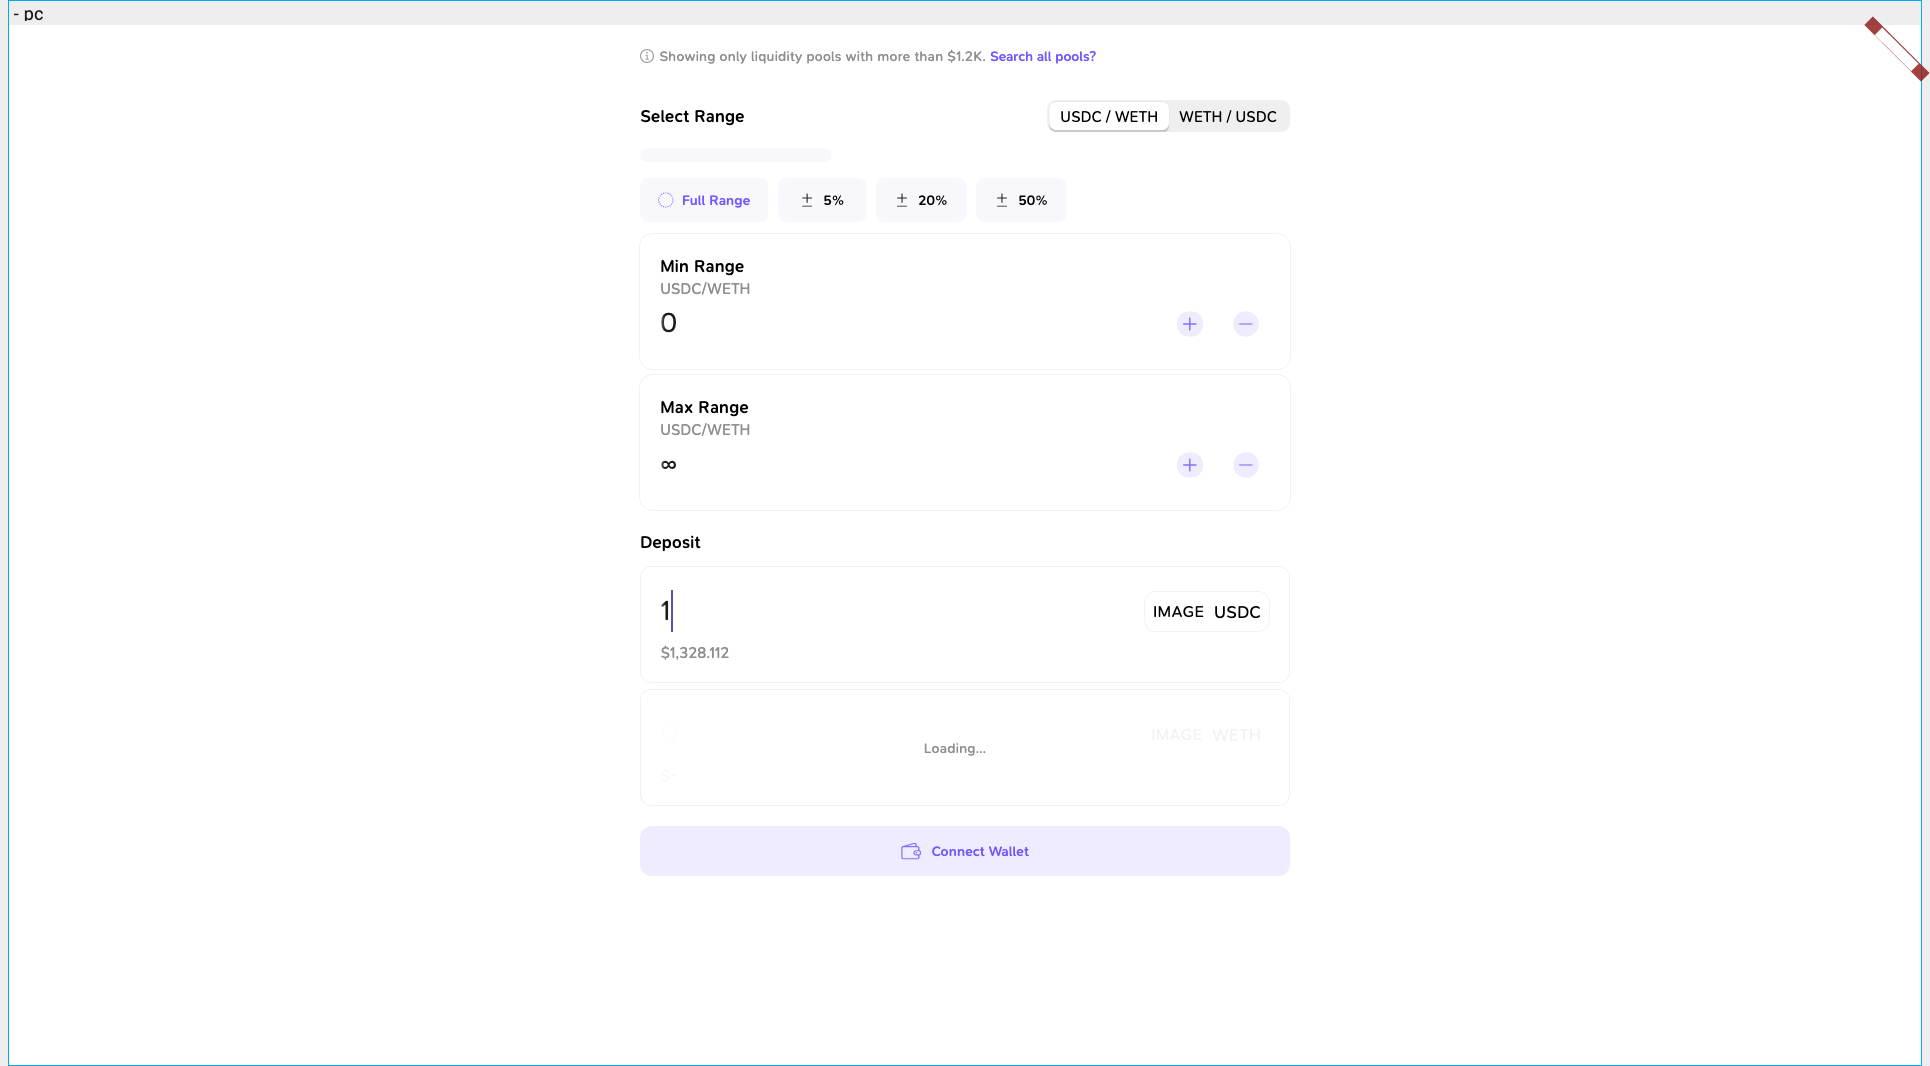 - pc
Showing only liquidity pools with more than $1.2K. Search all pools?
Select Range
USDC / WETH WETH / USDC
Full Range ± 5% ± 20% ± 50%
Min Range
USDC/WETH
0
Max Range
USDC/WETH
∞
Deposit
1
IMAGE USDC
$1,328.112
0
IMAGE WETH
Loading...
$-
Connect Wallet